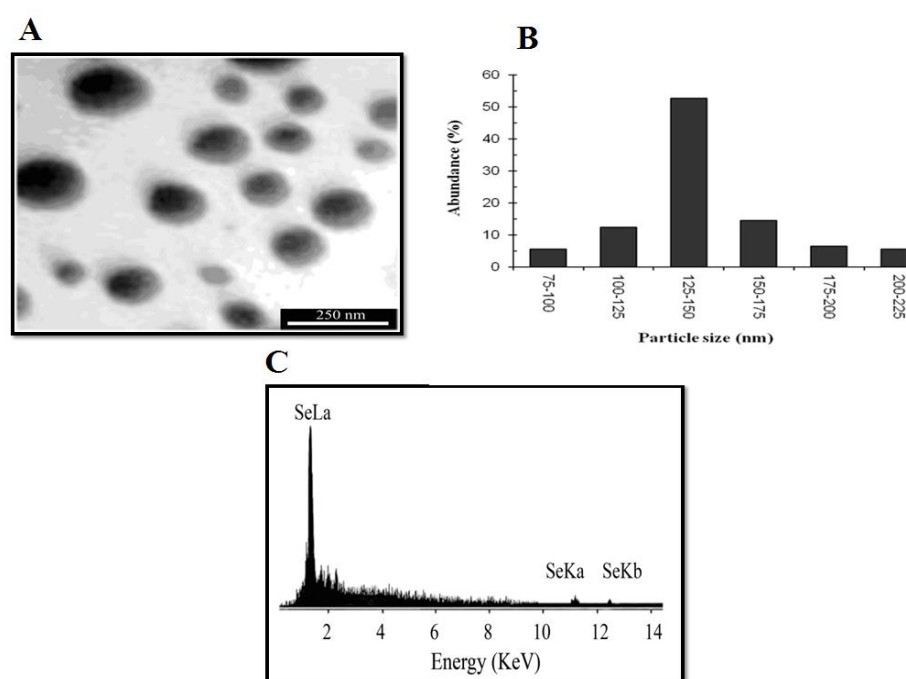 A
250 nm
B
60
50
40
30
20
10
0
Abundance (%)
75-100
100-125
125-150
150-175
175-200
200-225
Particle size (nm)
C
SeLa
SeKa
SeKb
2 4 6 8 10 12 14
Energy (KeV)